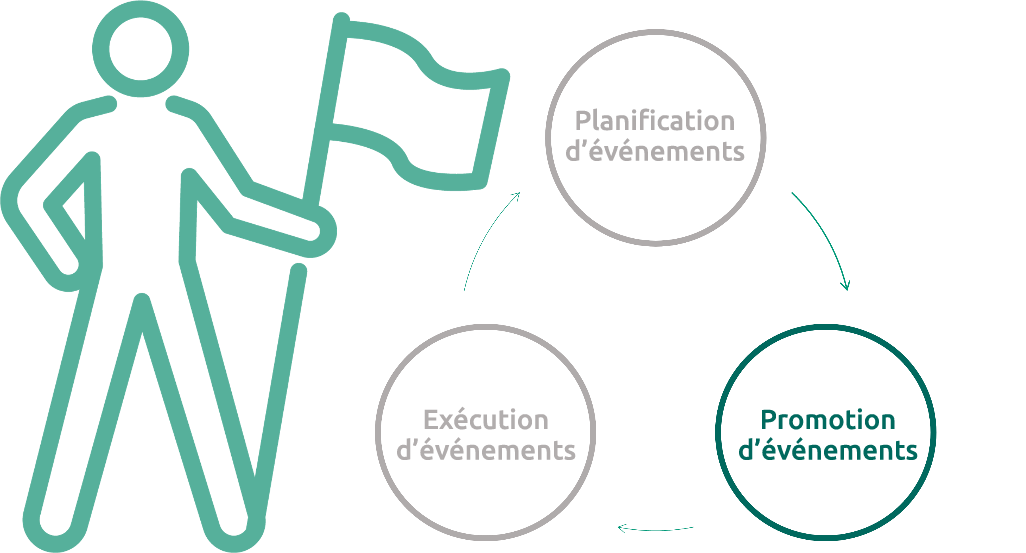 Planification
d’événements
Exécution
d’événements
Promotion
d’événements